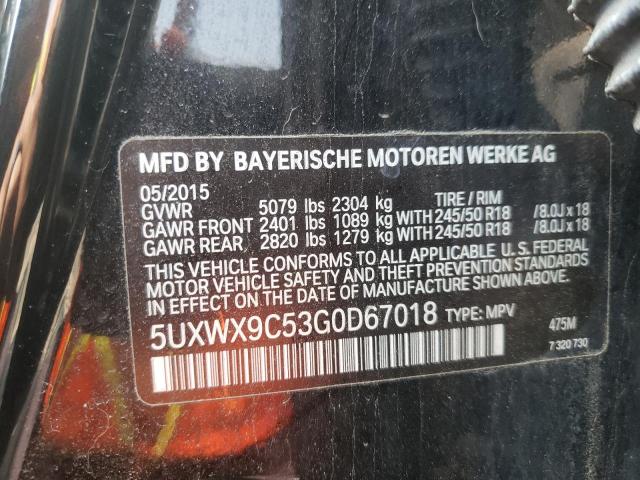 MFD BY BAYERISCHE MOTOREN WERKE AG
05/2015 TIRE / RIM
GVWR 5079 lbs 2304 kg
GAWR FRONT 2401 lbs 1089 kg WITH 245/50 R18 /8.0J x 18
GAWR REAR 2820 lbs 1279 kg WITH 245/50 R18 /8.0J x 18
THIS VEHICLE CONFORMS TO ALL APPLICABLE U.S. FEDERAL
MOTOR VEHICLE SAFETY AND THEFT PREVENTION STANDARDS
IN EFFECT ON THE DATE OF MANUFACTURE SHOWN ABOVE.
5UXWX9C53G0D67018 TYPE: MPV 475M
7 320 730